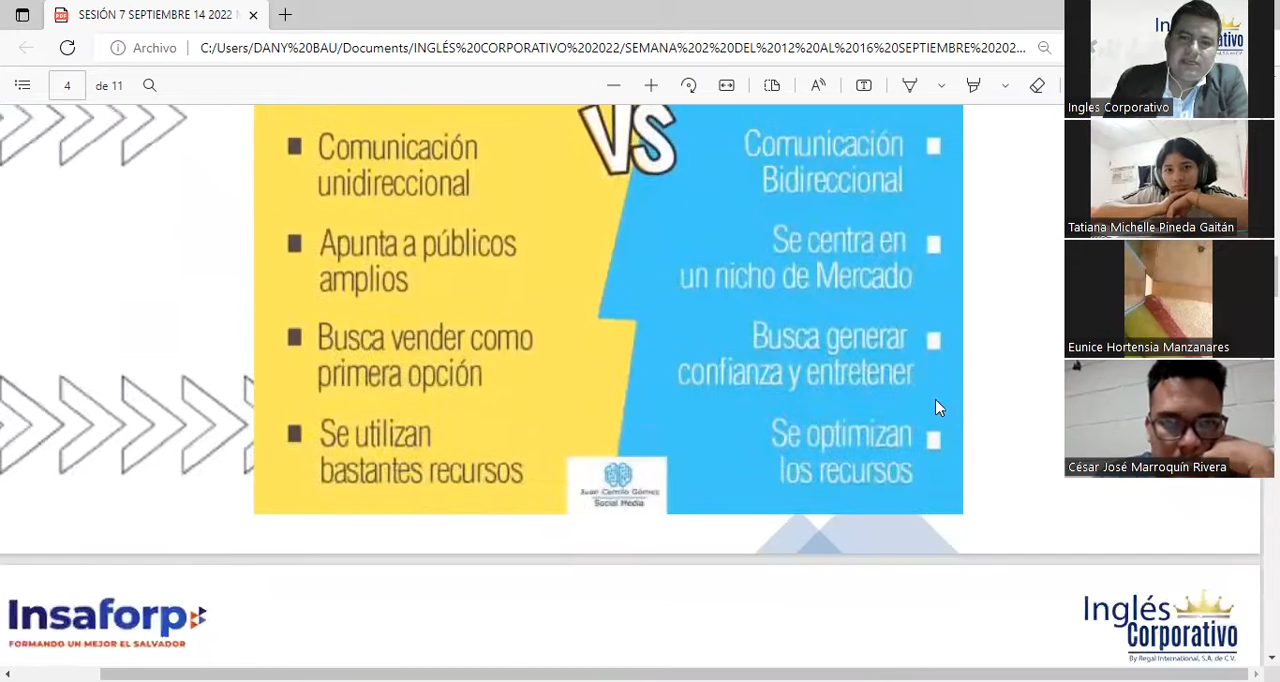 SESIÓN 7 SEPTIEMBRE 14 2022
Archivo
C:/Users/DANY%20BAU/Documents/INGLÉS%20CORPORATIVO%202022/SEMANA%202%20DEL%2012%20AL%2016%20SEPTIEMBRE%20202...
4 de 11
VS
Comunicación
unidireccional
Apunta a públicos
amplios
Busca vender como
primera opción
Se utilizan
bastantes recursos
Comunicación
Bidireccional
Se centra en
un nicho de Mercado
Busca generar
confianza y entretener
Se optimizan
los recursos
Juan Camilo Gómez
Social Media
Insaforp
FORMANDO UN MEJOR EL SALVADOR
Inglés
Corporativo
By Regal International, S.A. de C.V.
Ingles Corporativo
Tatiana Michelle Pineda Gaitán
Eunice Hortensia Manzanares
César José Marroquín Rivera